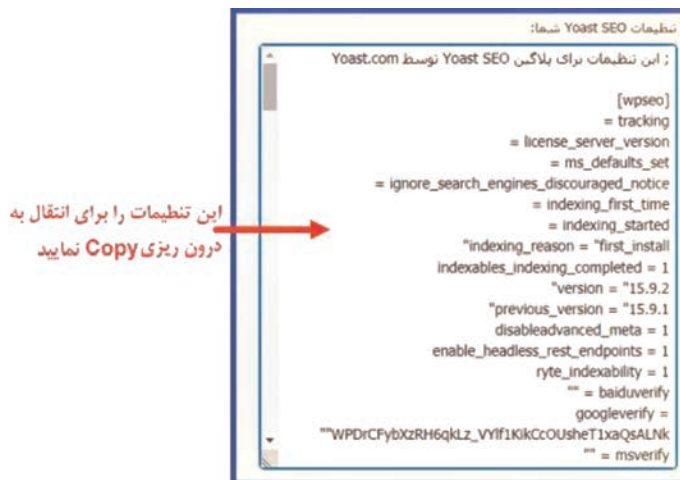 تنظیمات Yoast SEO شما:
; این تنظیمات برای پلاگین Yoast SEO توسط Yoast.com
[wpseo]
tracking =
license_server_version =
ms_defaults_set =
ignore_search_engines_discouraged_notice =
indexing_first_time =
indexing_started =
indexing_reason = "first_install"
indexables_indexing_completed = 1
version = "15.9.2"
previous_version = "15.9.1"
disableadvanced_meta = 1
enable_headless_rest_endpoints = 1
ryte_indexability = 1
baiduverify = ""
googleverify =
"WPDrCFybXzRH6qkLz_VYlf1KikCcOUsheT1xaQsALNk"
msverify = ""
این تنظیمات را برای انتقال به
درون ریزی Copy نمایید